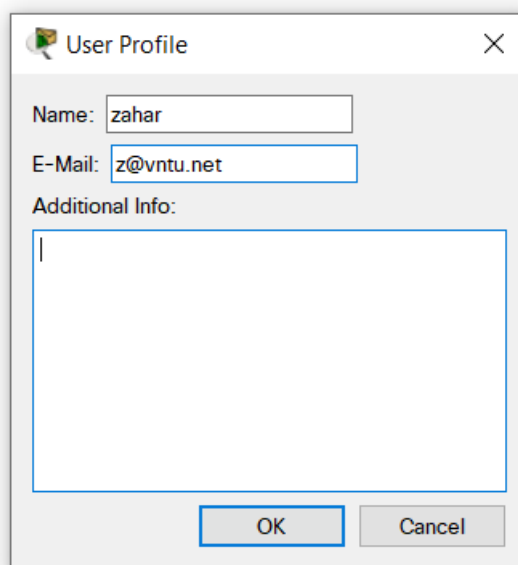 User Profile
Name: zahar
E-Mail: z@vntu.net
Additional Info:
OK Cancel